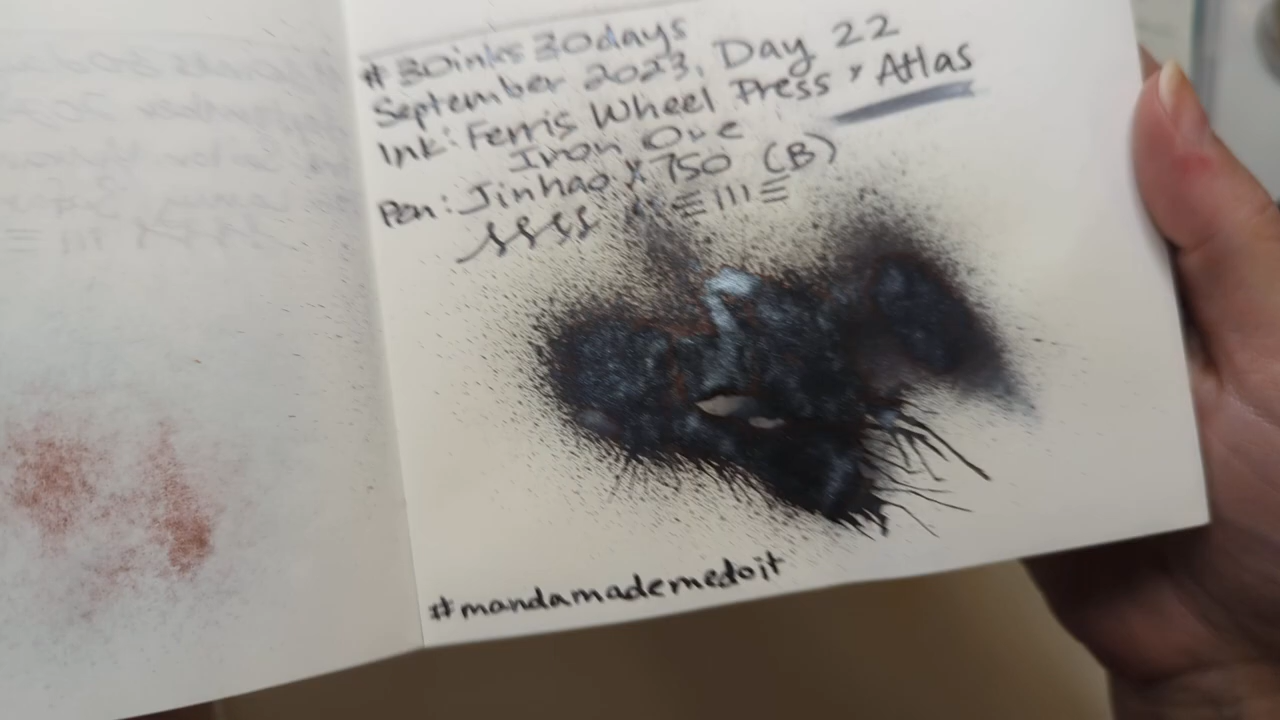 #30inks30days
September 2023, Day 22
Ink: Ferris Wheel Press x Atlas
Iron Ore
Pen: Jinhao x750 (B)
#mandamademedoit